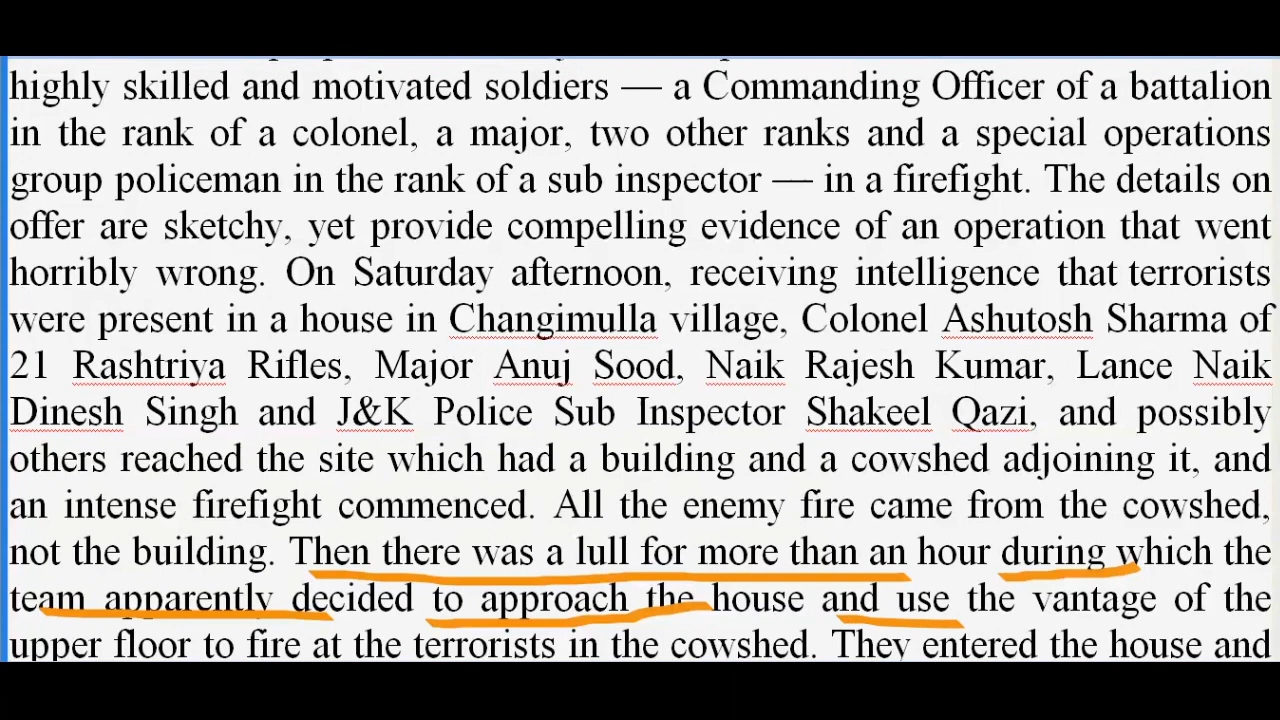 highly skilled and motivated soldiers — a Commanding Officer of a battalion
in the rank of a colonel, a major, two other ranks and a special operations
group policeman in the rank of a sub inspector — in a firefight. The details on
offer are sketchy, yet provide compelling evidence of an operation that went
horribly wrong. On Saturday afternoon, receiving intelligence that terrorists
were present in a house in Changimulla village, Colonel Ashutosh Sharma of
21 Rashtriya Rifles, Major Anuj Sood, Naik Rajesh Kumar, Lance Naik
Dinesh Singh and J&K Police Sub Inspector Shakeel Qazi, and possibly
others reached the site which had a building and a cowshed adjoining it, and
an intense firefight commenced. All the enemy fire came from the cowshed,
not the building. Then there was a lull for more than an hour during which the
team apparently decided to approach the house and use the vantage of the
upper floor to fire at the terrorists in the cowshed. They entered the house and